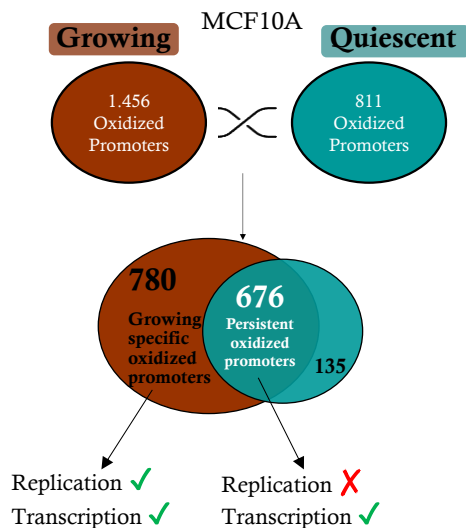 MCF10A
Growing
Quiescent
1.456
Oxidized
Promoters
811
Oxidized
Promoters
780
Growing
specific
oxidized
promoters
676
Persistent
oxidized
promoters
135
Replication ✓
Transcription ✓
Replication ✗
Transcription ✓